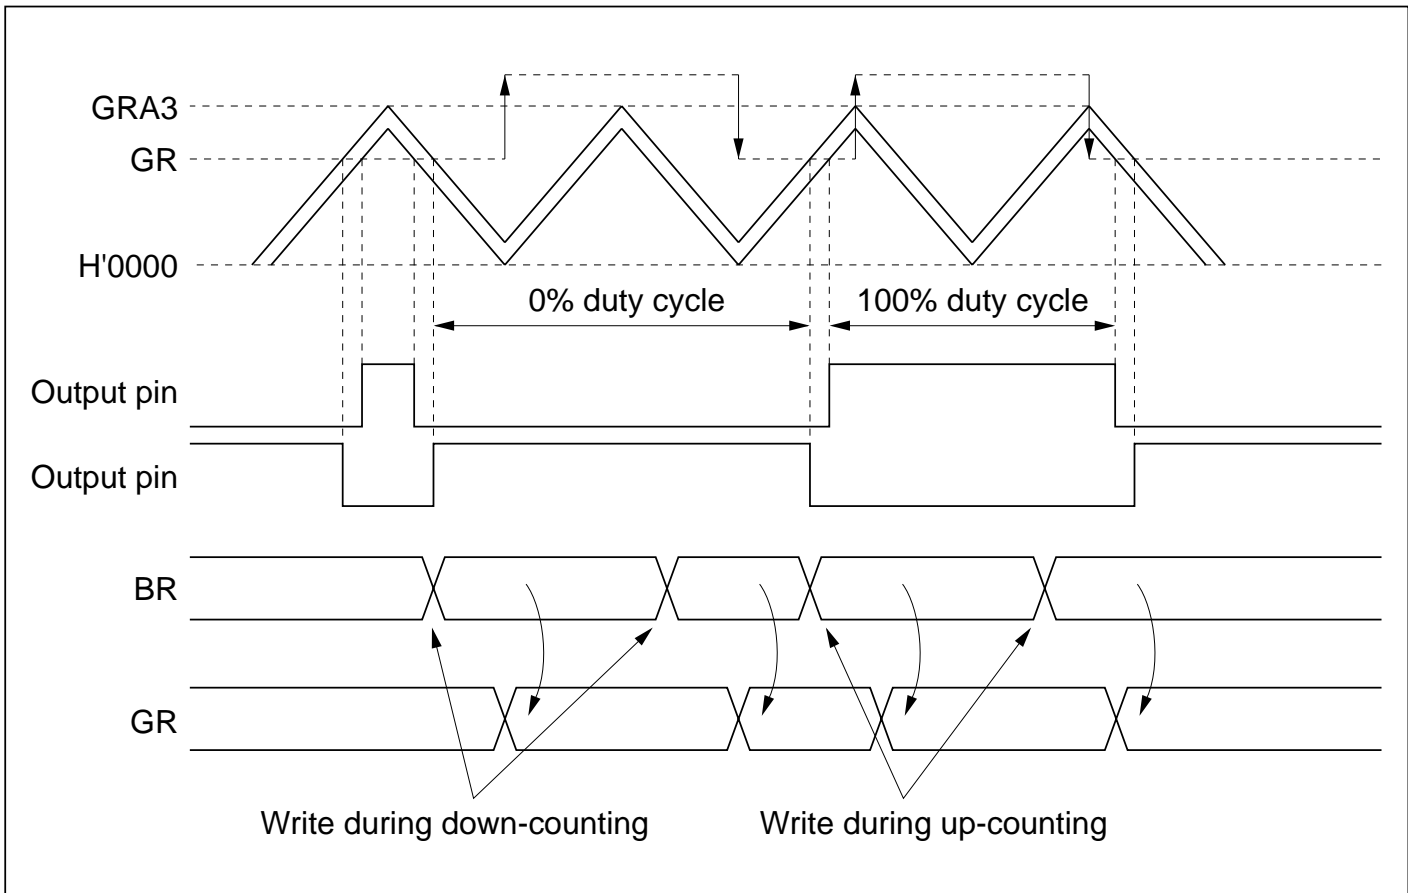 GRA3
GR
H'0000
0% duty cycle
100% duty cycle
Output pin
Output pin
BR
GR
Write during down-counting
Write during up-counting